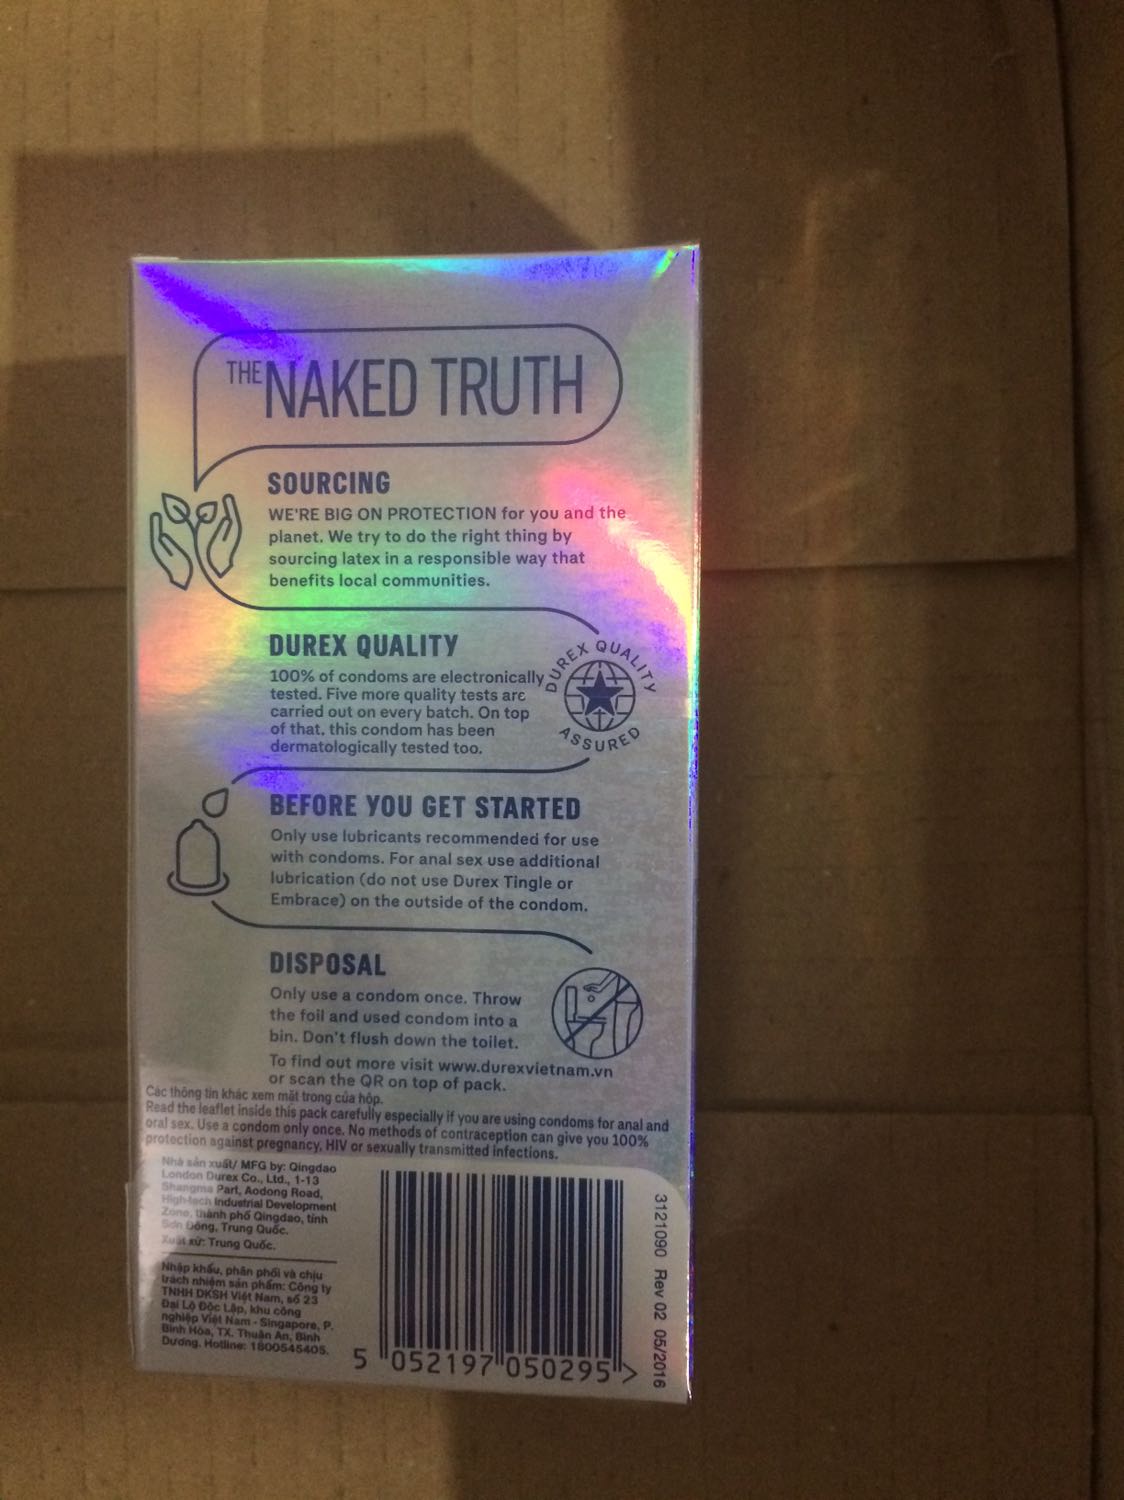 THE NAKED TRUTH
SOURCING
WE'RE BIG ON PROTECTION for you and the
planet. We try to do the right thing by
sourcing latex in a responsible way that
benefits local communities.
DUREX QUALITY
100% of condoms are electronically
tested. Five more quality tests are
carried out on every batch. On top
of that, this condom has been
dermatologically tested too.
DUREX QUALITY
ASSURED
BEFORE YOU GET STARTED
Only use lubricants recommended for use
with condoms. For anal sex use additional
lubrication (do not use Durex Tingle or
Embrace) on the outside of the condom.
DISPOSAL
Only use a condom once. Throw
the foil and used condom into a
bin. Don't flush down the toilet.
To find out more visit www.durexvietnam.vn
or scan the QR on top of pack.
Các thông tin khác xem mặt trong của hộp.
Read the leaflet inside this pack carefully especially if you are using condoms for anal and
oral sex. Use a condom only once. No methods of contraception can give you 100%
protection against pregnancy, HIV or sexually transmitted infections.
Nhà sản xuất/ MFG by: Qingdao
London Durex Co., Ltd., 1-13
Shangma Part, Aodong Road,
High-tech Industrial Development
Zone, thành phố Qingdao, tỉnh
Sơn Đông, Trung Quốc.
Xuất xứ: Trung Quốc.
Nhập khẩu, phân phối và chịu
trách nhiệm sản phẩm: Công ty
TNHH DKSH Việt Nam, số 23
Đại Lộ Độc Lập, khu công
nghiệp Việt Nam - Singapore, P.
Bình Hòa, TX. Thuận An, Bình
Dương. Hotline: 1800545405.
5 052197 050295 >
3121090 Rev 02 05/2016